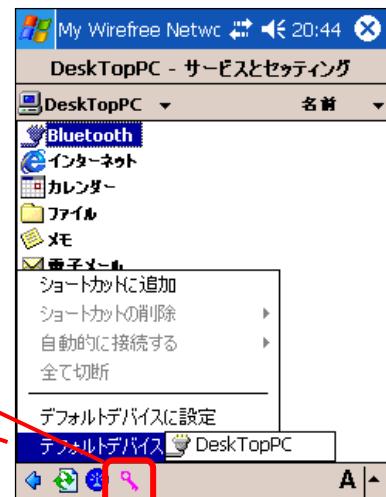 My Wirefree Netwc 20:44
DeskTopPC - サービスとセッティング
DeskTopPC 名前
Bluetooth
インターネット
カレンダー
ファイル
メモ
電子メール
ショートカットに追加
ショートカットの削除
自動的に接続する
全て切断
デフォルトデバイスに設定
デフォルトデバイス DeskTopPC
A